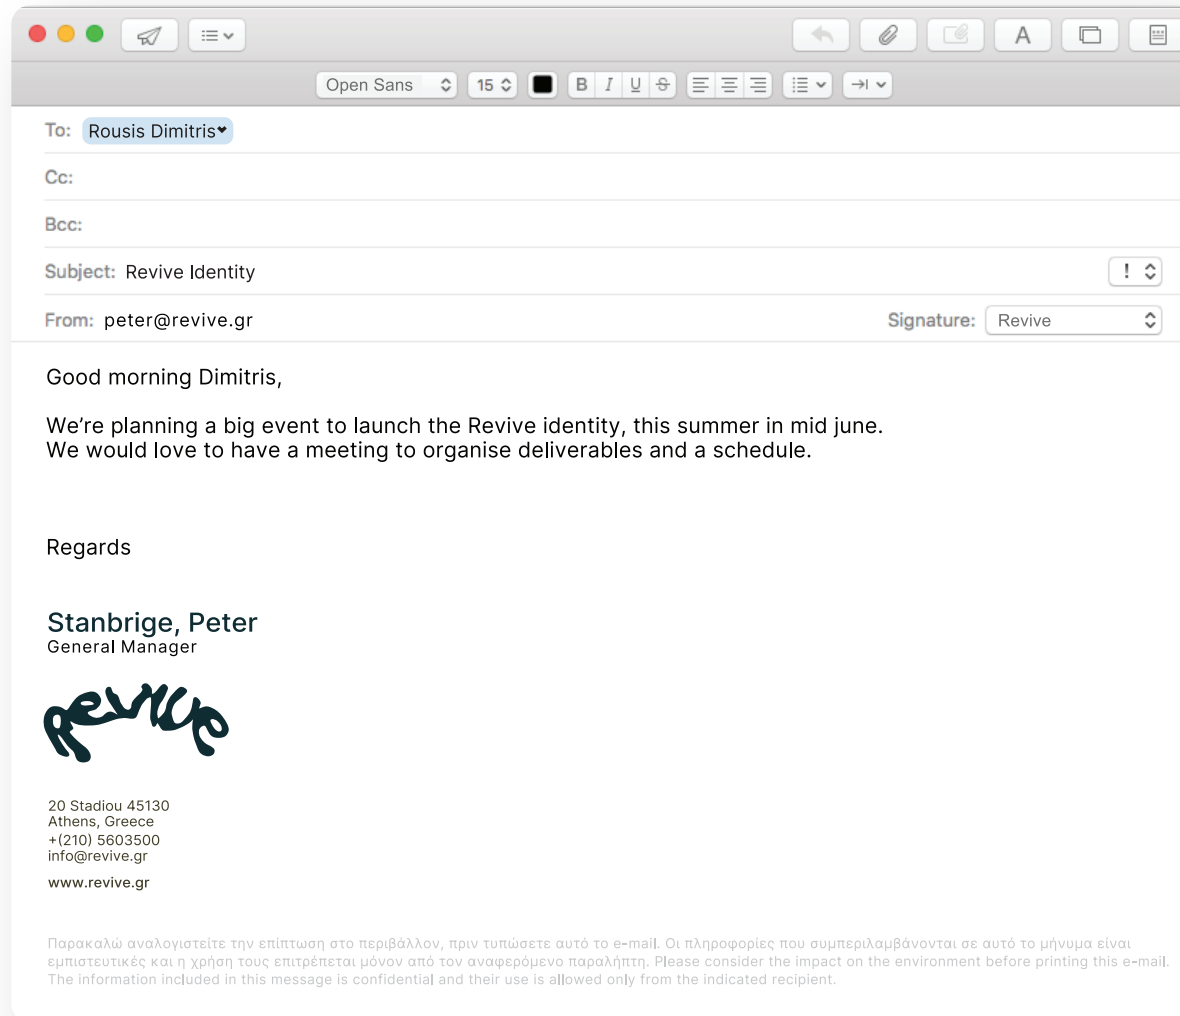 Open Sans
15
B I U S
A
To: Rousis Dimitris
Cc:
Bcc:
Subject: Revive Identity
!
From: peter@revive.gr
Signature: Revive
Good morning Dimitris,
We’re planning a big event to launch the Revive identity, this summer in mid june.
We would love to have a meeting to organise deliverables and a schedule.
Regards
Stanbrige, Peter
General Manager
Revive
20 Stadiou 45130
Athens, Greece
+(210) 5603500
info@revive.gr
www.revive.gr
Παρακαλώ αναλογιστείτε την επίπτωση στο περιβάλλον, πριν τυπώσετε αυτό το e-mail. Οι πληροφορίες που συμπεριλαμβάνονται σε αυτό το μήνυμα είναι
εμπιστευτικές και η χρήση τους επιτρέπεται μόνον από τον αναφερόμενο παραλήπτη. Please consider the impact on the environment before printing this e-mail.
The information included in this message is confidential and their use is allowed only from the indicated recipient.